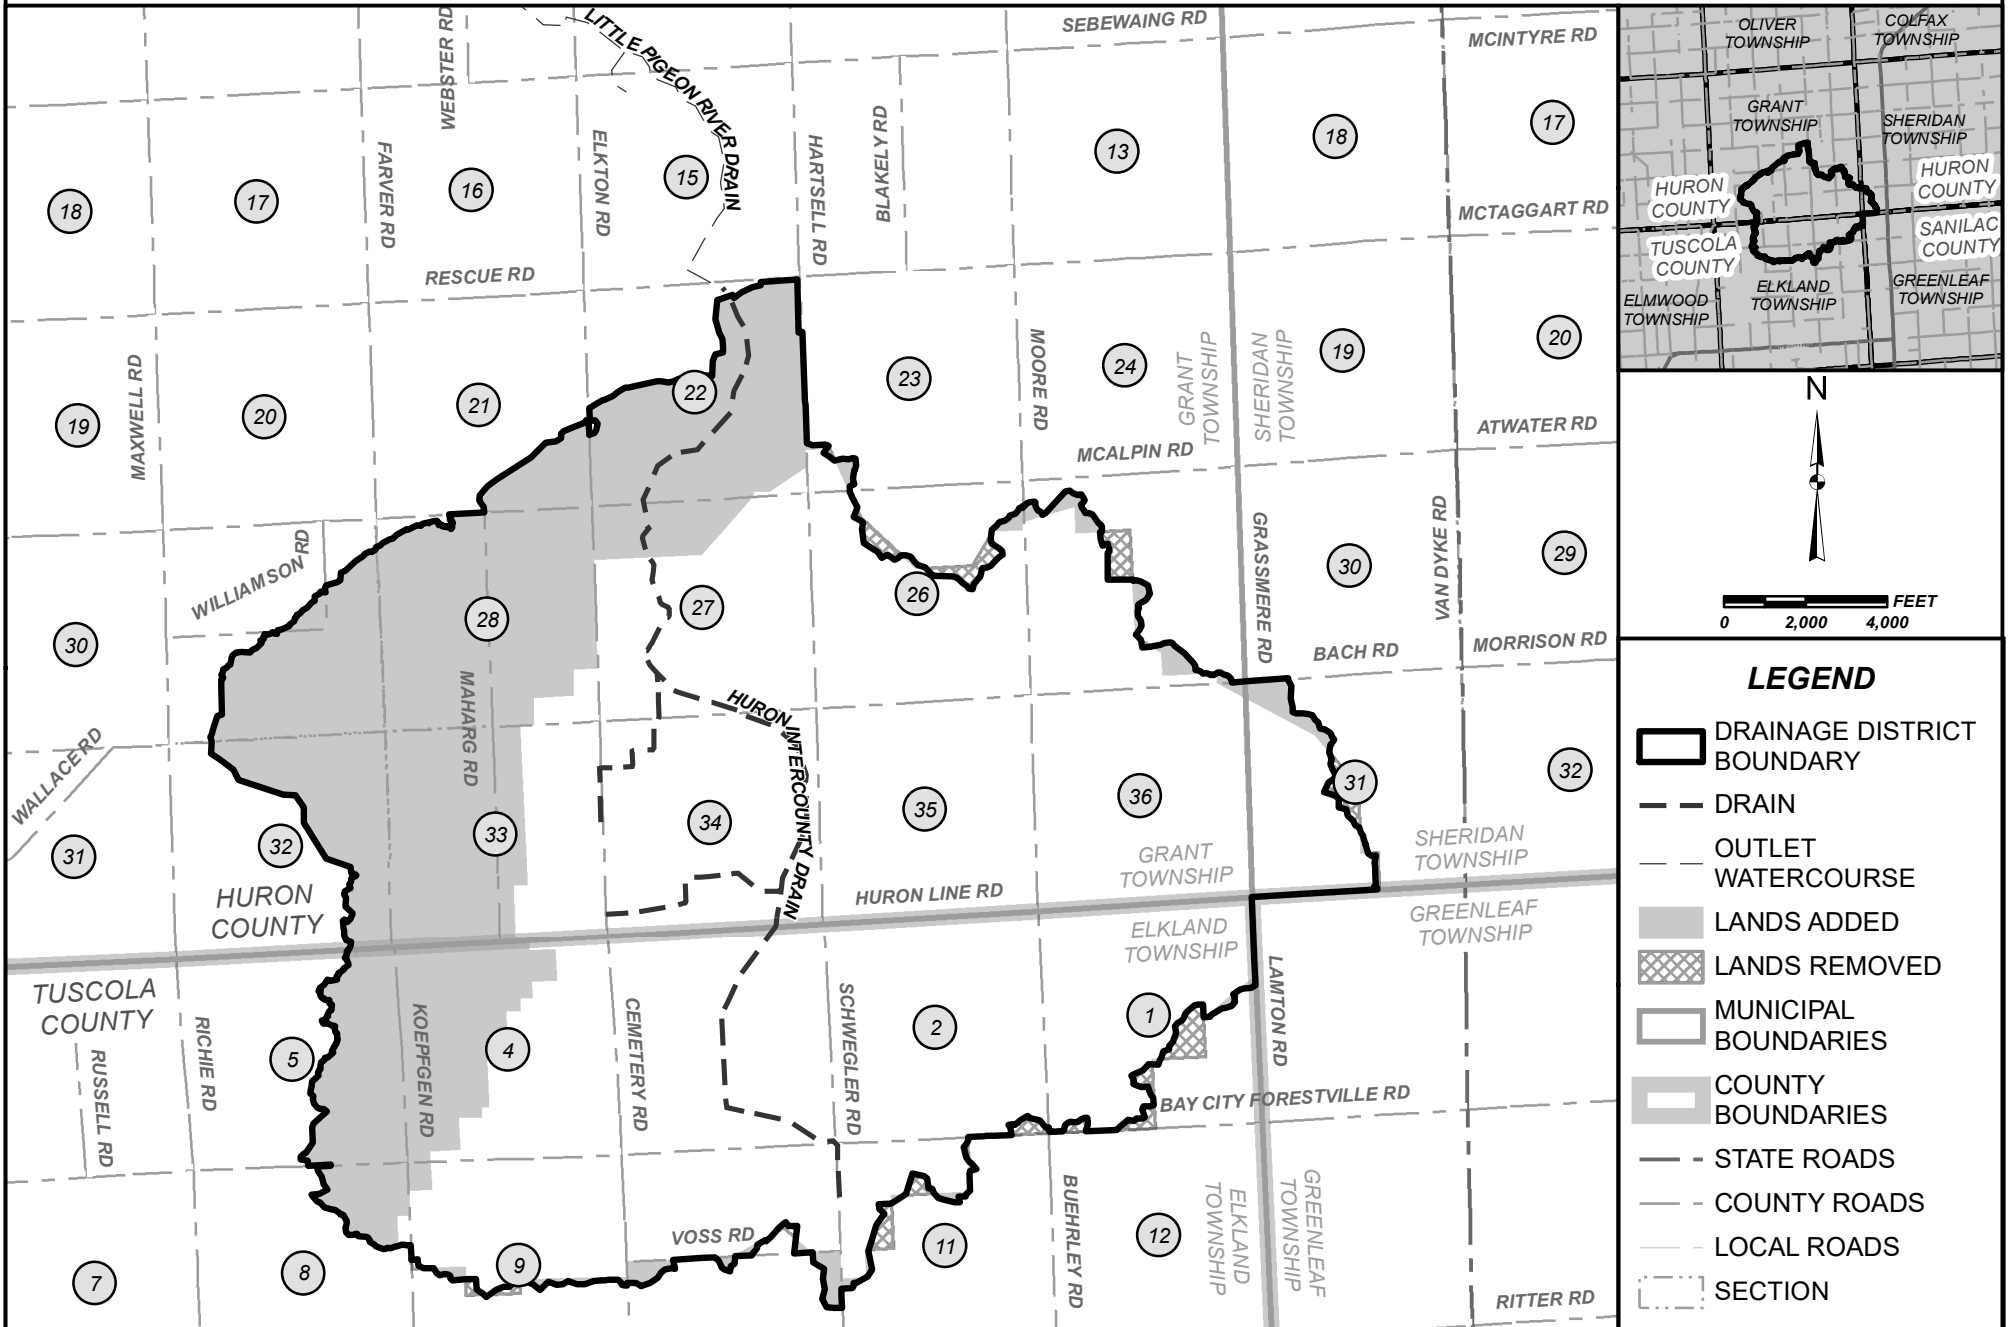 SEBEWAING RD
MCINTYRE RD
WEBSTER RD
LITTLE PIGEON RIVER DRAIN
FARVER RD
ELKTON RD
HARTSELL RD
BLAKELY RD
18
17
16
15
13
18
17
MCTAGGART RD
RESCUE RD
MAXWELL RD
19
20
21
22
23
MOORE RD
24
GRANT
TOWNSHIP
SHERIDAN
TOWNSHIP
19
20
ATWATER RD
MCALPIN RD
WILLIAMSON RD
GRASSMERE RD
VAN DYKE RD
30
28
27
26
30
29
BACH RD
MORRISON RD
WALLACE RD
MAHARG RD
HURON INTERCOUNTY DRAIN
31
32
33
34
35
36
31
32
GRANT
TOWNSHIP
SHERIDAN
TOWNSHIP
HURON
COUNTY
HURON LINE RD
ELKLAND
TOWNSHIP
GREENLEAF
TOWNSHIP
TUSCOLA
COUNTY
RUSSELL RD
RICHIE RD
5
KOEPFGEN RD
4
CEMETERY RD
SCHWEGLER RD
2
1
LAMTON RD
BAY CITY FORESTVILLE RD
BUEHRLEY RD
ELKLAND
TOWNSHIP
GREENLEAF
TOWNSHIP
VOSS RD
7
8
9
11
12
RITTER RD
OLIVER
TOWNSHIP
COLFAX
TOWNSHIP
GRANT
TOWNSHIP
SHERIDAN
TOWNSHIP
HURON
COUNTY
HURON
COUNTY
TUSCOLA
COUNTY
SANILAC
COUNTY
ELMWOOD
TOWNSHIP
ELKLAND
TOWNSHIP
GREENLEAF
TOWNSHIP
N
FEET
0 2,000 4,000
LEGEND
DRAINAGE DISTRICT
BOUNDARY
DRAIN
OUTLET
WATERCOURSE
LANDS ADDED
LANDS REMOVED
MUNICIPAL
BOUNDARIES
COUNTY
BOUNDARIES
STATE ROADS
COUNTY ROADS
LOCAL ROADS
SECTION